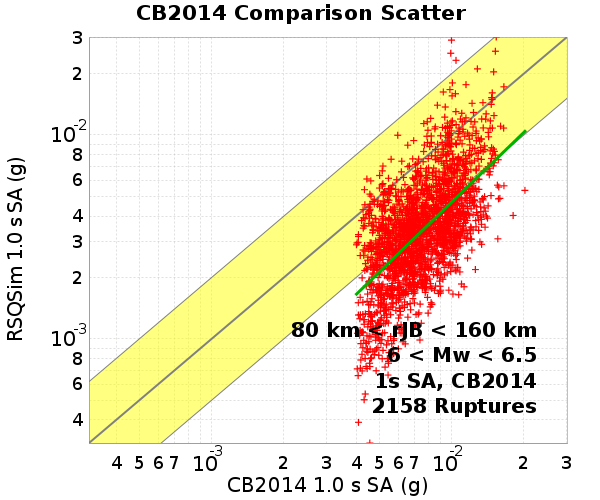 CB2014 Comparison Scatter
RSQSim 1.0 s SA (g)
3
2
10-2
8
6
4
3
2
10-3
8
6
4
80 km < rJB < 160 km
6 < Mw < 6.5
1s SA, CB2014
2158 Ruptures
4 5 6 7 10-3 2 3 4 5 6 7 10-2 2 3
CB2014 1.0 s SA (g)